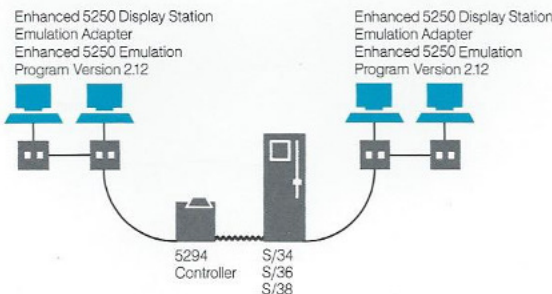 Enhanced 5250 Display Station
Emulation Adapter
Enhanced 5250 Emulation
Program Version 2.12
Enhanced 5250 Display Station
Emulation Adapter
Enhanced 5250 Emulation
Program Version 2.12
5294
Controller
S/34
S/36
S/38